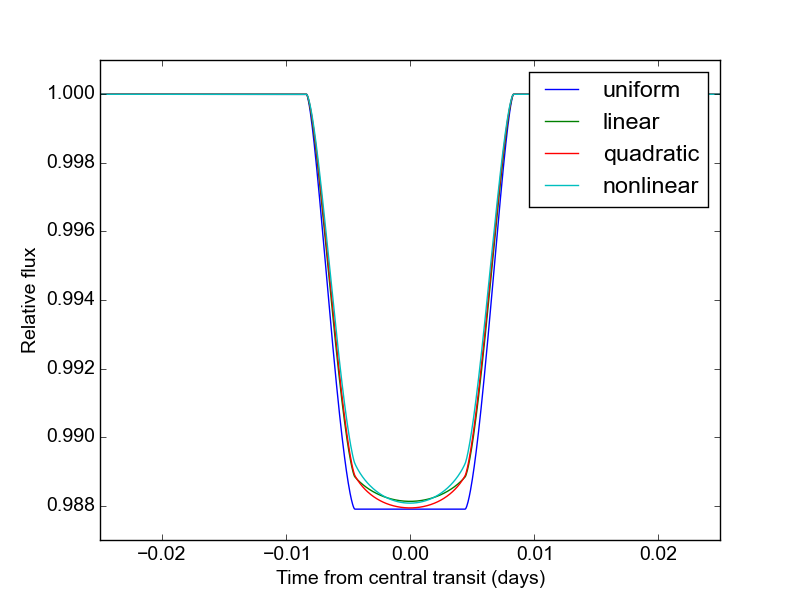 1.000
0.998
0.996
0.994
0.992
0.990
0.988
Relative flux
−0.02 −0.01 0.00 0.01 0.02
Time from central transit (days)
uniform
linear
quadratic
nonlinear